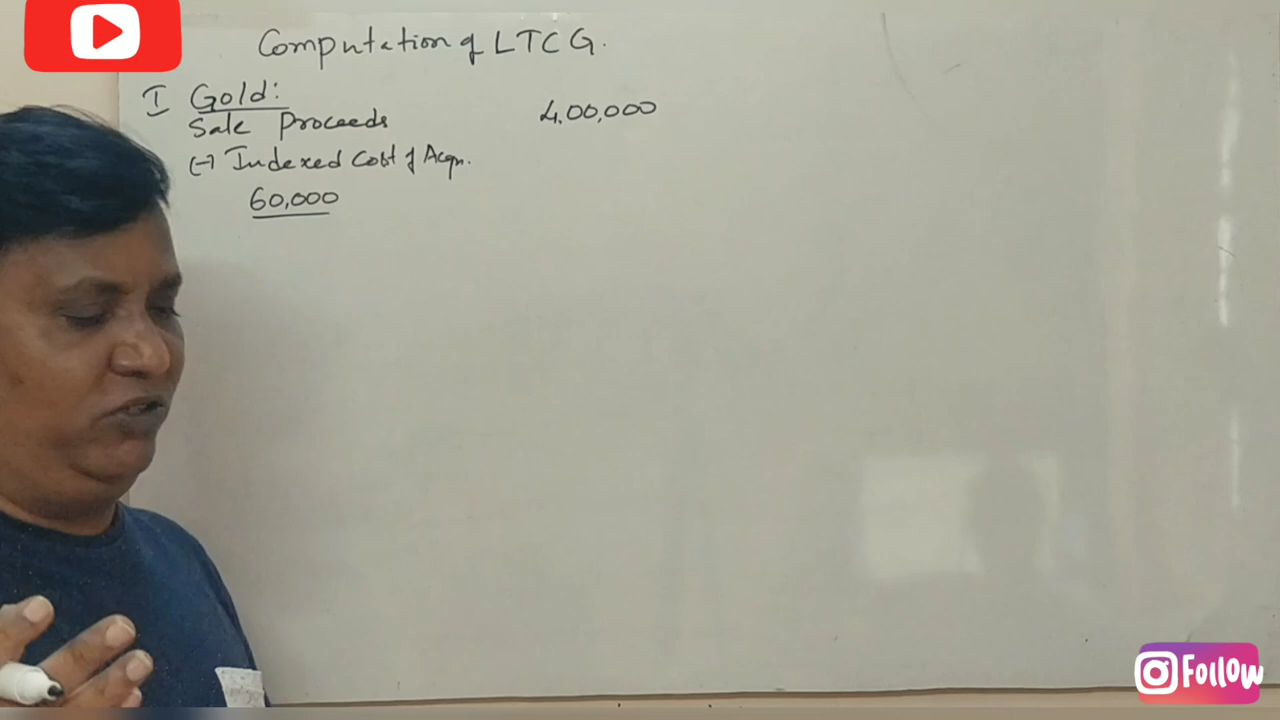 Computation of LTCG.
I Gold:
Sale Proceeds 4,00,000
(-) Indexed Cost of Acqn.
60,000
Follow